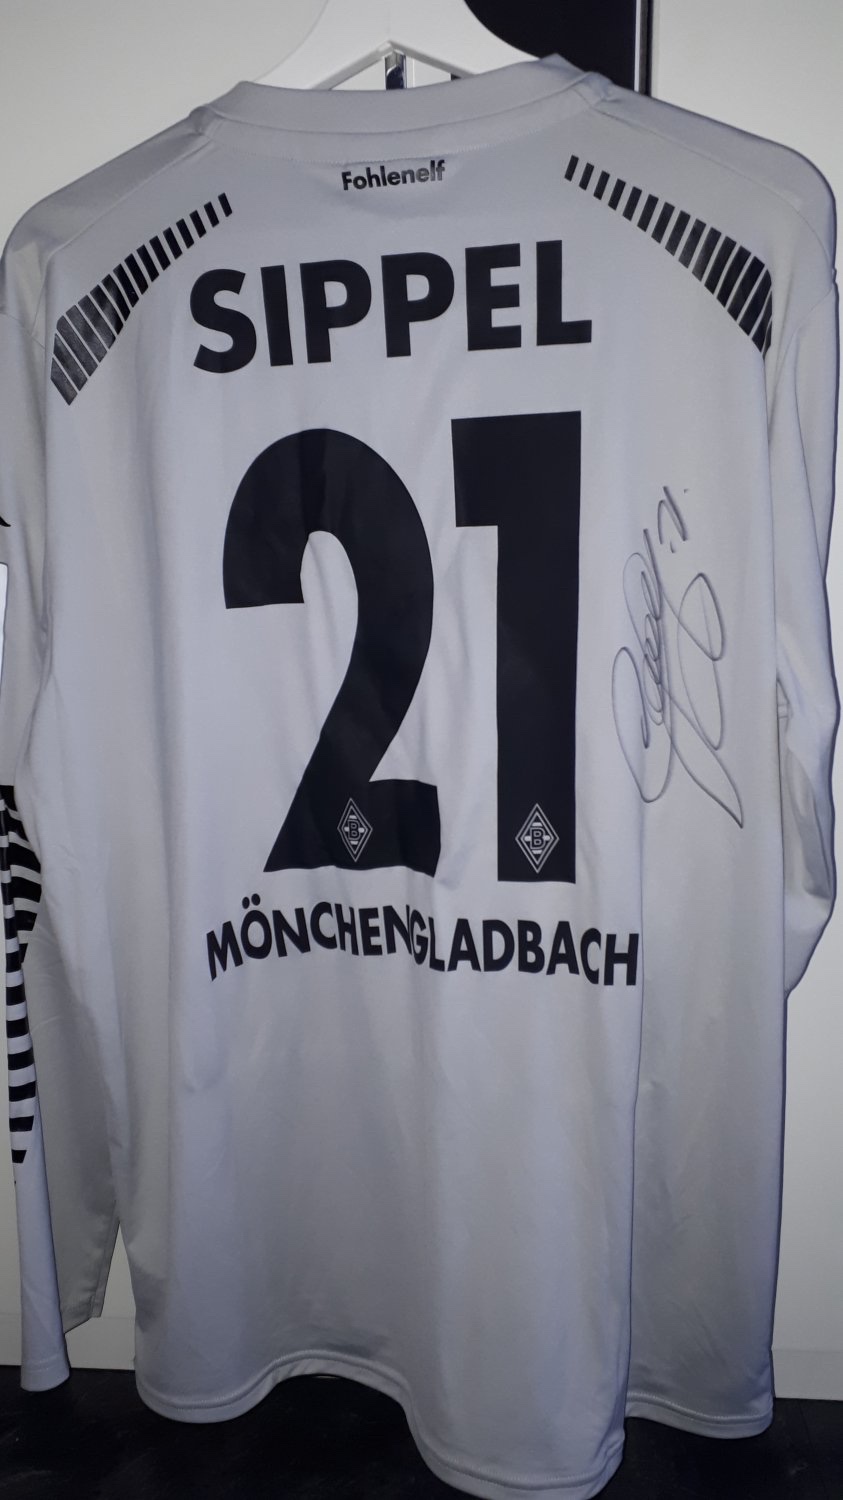 Fohlenelf
SIPPEL
21
B B
MÖNCHENGLADBACH